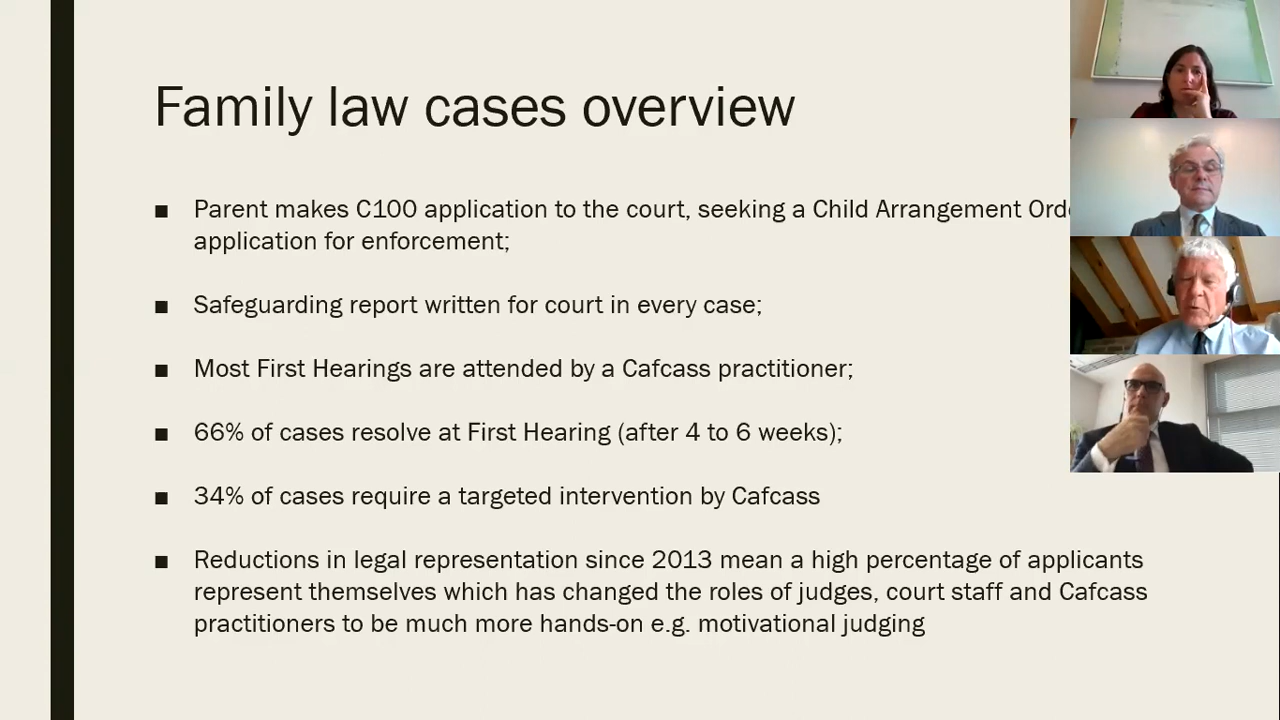 Family law cases overview
■ Parent makes C100 application to the court, seeking a Child Arrangement
application for enforcement;
■ Safeguarding report written for court in every case;
■ Most First Hearings are attended by a Cafcass practitioner;
■ 66% of cases resolve at First Hearing (after 4 to 6 weeks);
■ 34% of cases require a targeted intervention by Cafcass
■ Reductions in legal representation since 2013 mean a high percentage of applicants
represent themselves which has changed the roles of judges, court staff and Cafcass
practitioners to be much more hands-on e.g. motivational judging